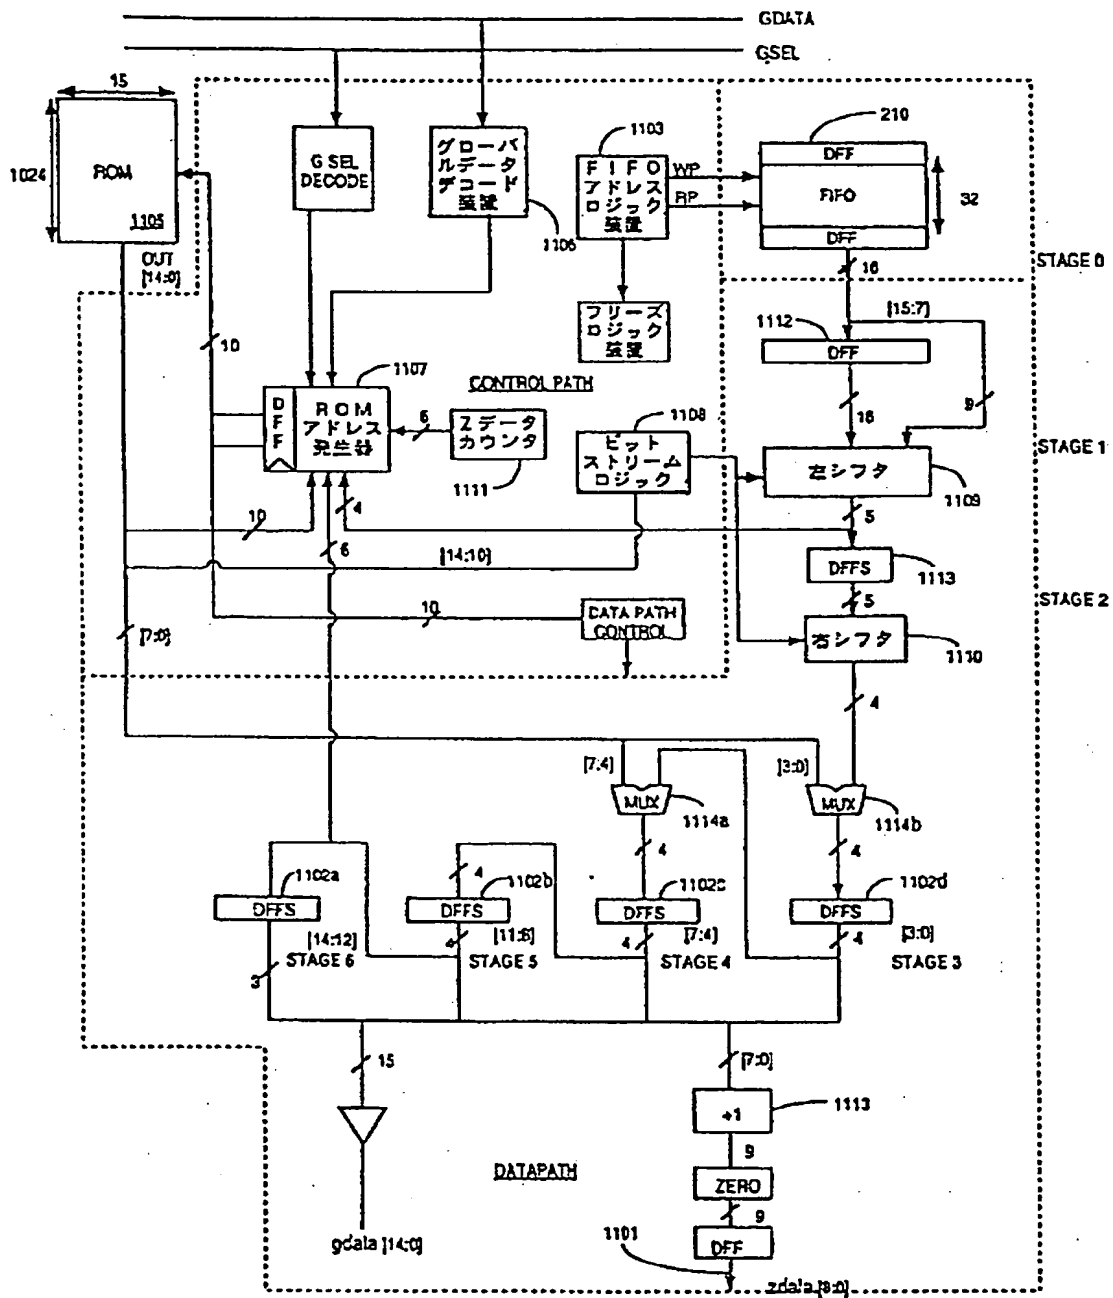 GDATA
GSEL
15
1024
ROM
1105
OUT
[14:0]
G SEL
DECODE
グローバ
ルデータ
デコード
装置
1106
1103
FIFO
アドレス
ロジック
装置
WP
RP
210
DFF
FIFO
DFF
32
16
STAGE 0
フリーズ
ロジック
装置
[15:7]
1112
DFF
16
9
10
1107
CONTROL PATH
DFF
ROM
アドレス
発生器
6
Zデータ
カウンタ
1111
1108
ビット
ストリーム
ロジック
左シフタ
1109
STAGE 1
10
4
6
5
[14:10]
DFFS
1113
5
STAGE 2
10
DATA PATH
CONTROL
右シフタ
1110
[7:0]
4
[7:4]
[3:0]
MUX
1114a
MUX
1114b
4
4
1102a
DFFS
4
1102b
DFFS
1102c
DFFS
1102d
DFFS
[14:12]
STAGE 6
3
4
[11:8]
STAGE 5
4
[7:4]
STAGE 4
4
[3:0]
STAGE 3
15
[7:0]
+1
1113
9
ZERO
9
DFF
1101
DATAPATH
gdata [14:0]
zdata [8:0]